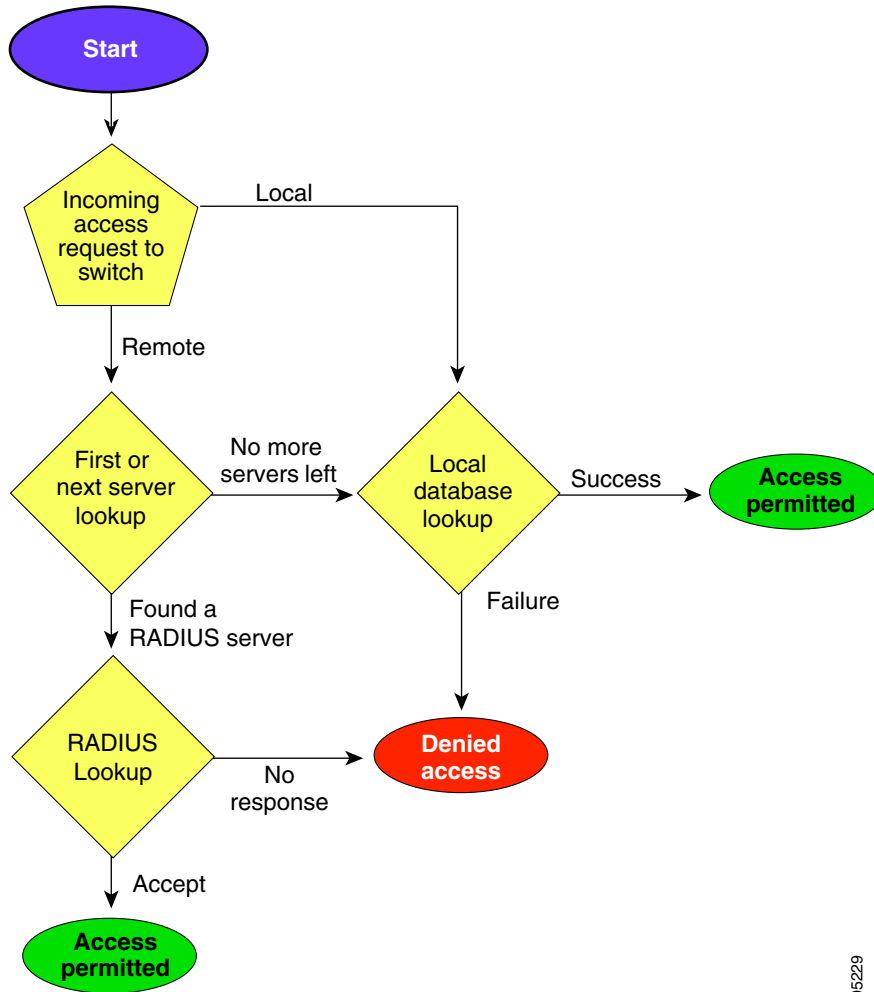 Start
Incoming
access
request to
switch
Local
Remote
First or
next server
lookup
No more
servers left
Local
database
lookup
Success
Access
permitted
Found a
RADIUS server
Failure
RADIUS
Lookup
No
response
Denied
access
Accept
Access
permitted